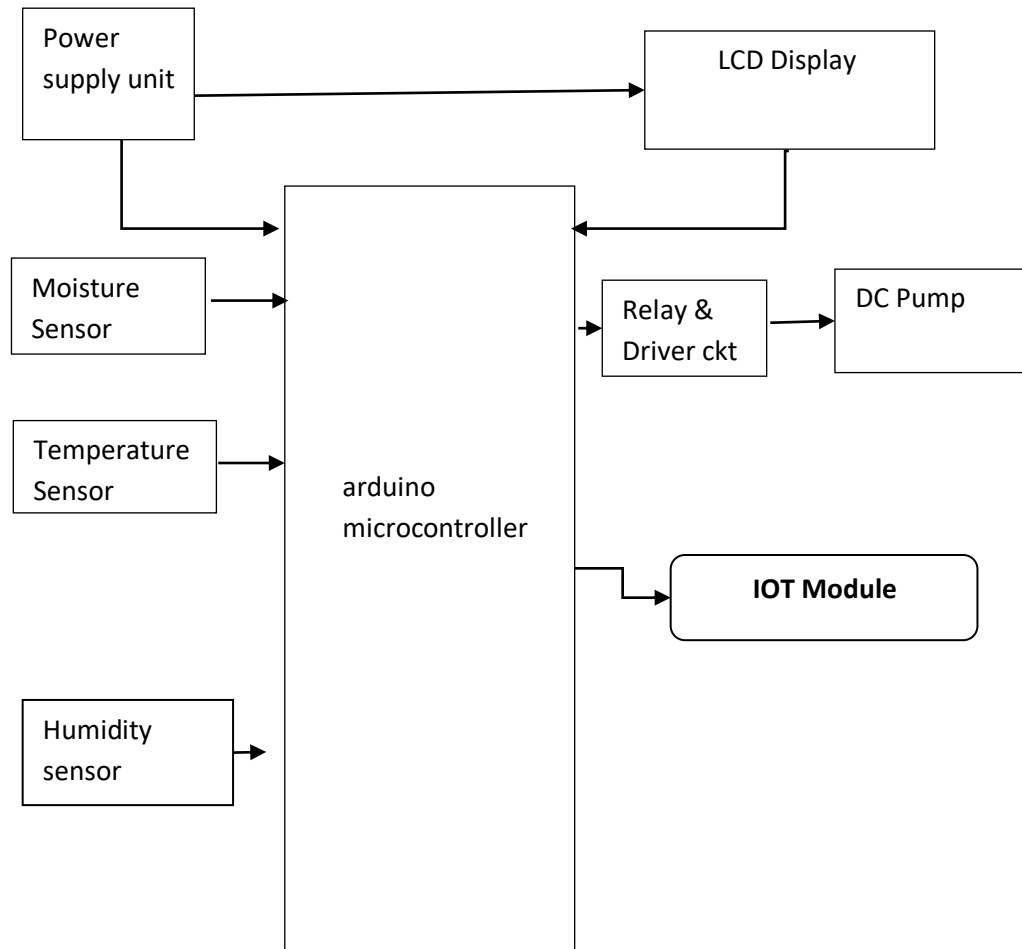 Power
supply unit
LCD Display
Moisture
Sensor
Relay &
Driver ckt
DC Pump
Temperature
Sensor
arduino
microcontroller
IOT Module
Humidity
sensor